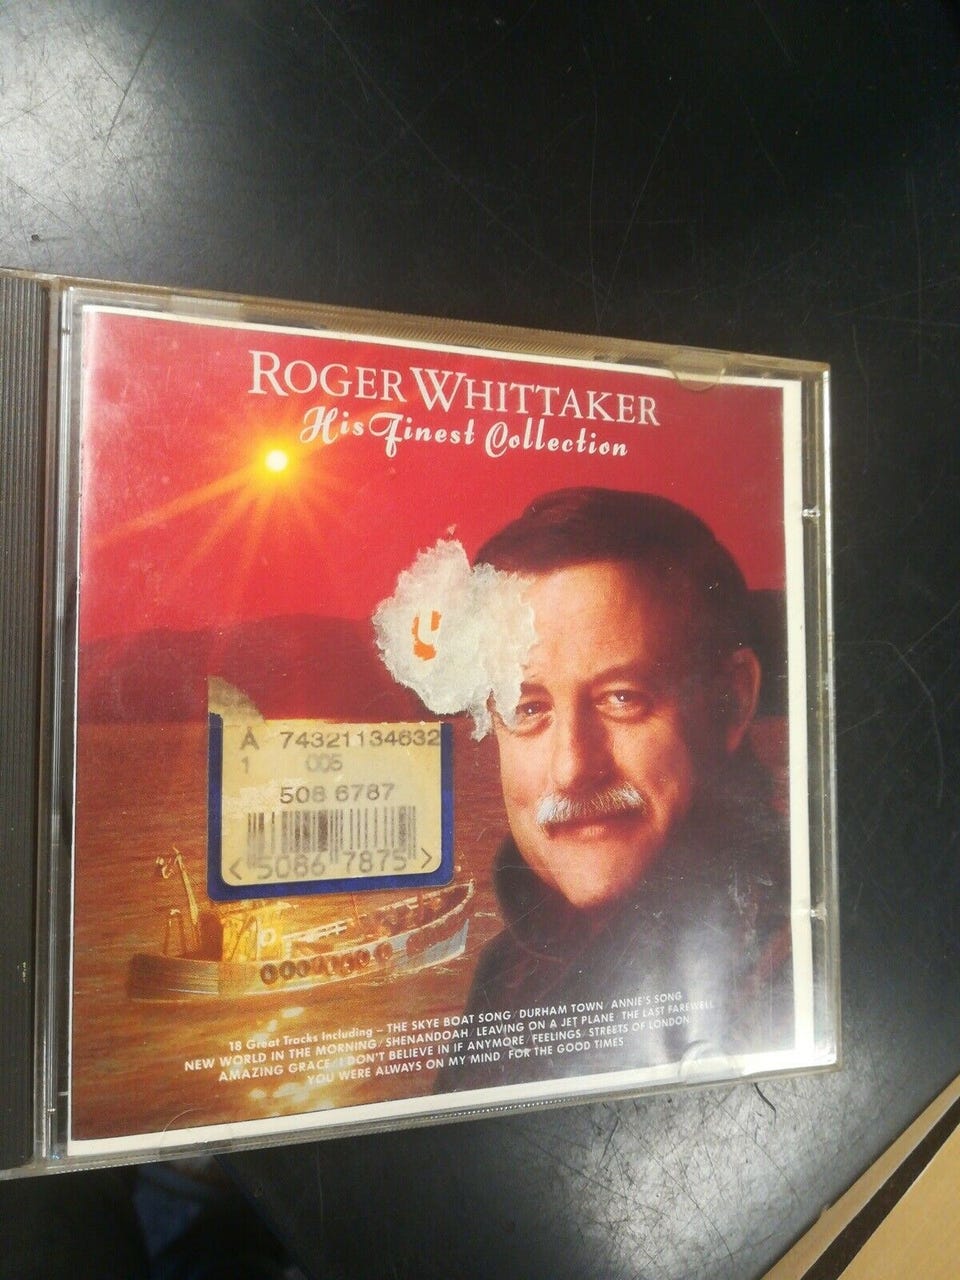 ROGER WHITTAKER
His Finest Collection
A 74321134632
1 005
508 6787
< 5086 7875 >
18 Great Tracks Including – THE SKYE BOAT SONG / DURHAM TOWN / ANNIE'S SONG
NEW WORLD IN THE MORNING / SHENANDOAH / LEAVING ON A JET PLANE / THE LAST FAREWELL
AMAZING GRACE / I DON'T BELIEVE IN IF ANYMORE / FEELINGS / STREETS OF LONDON
YOU WERE ALWAYS ON MY MIND / FOR THE GOOD TIMES